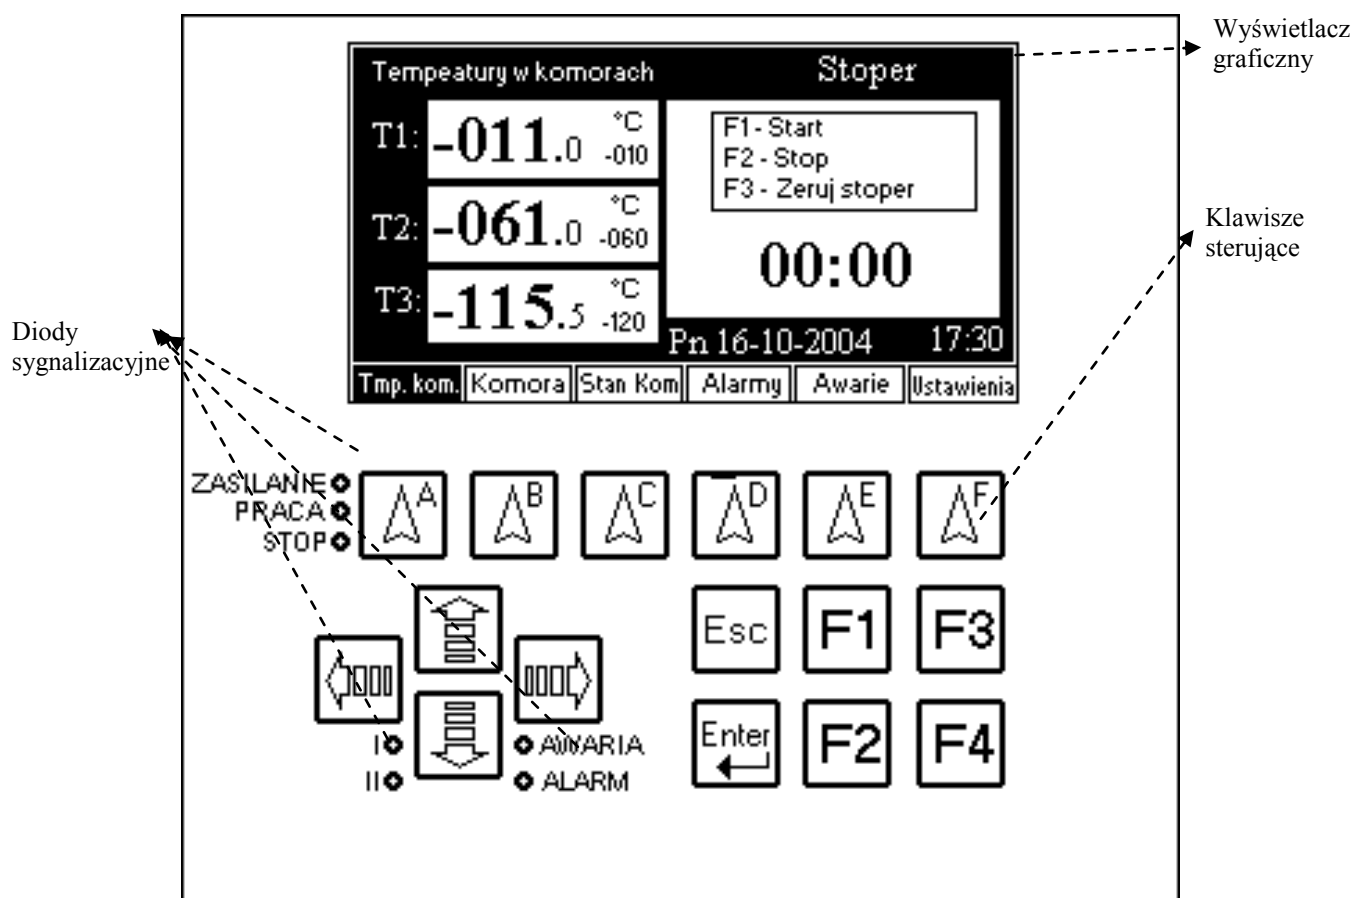 Wyświetlacz
graficzny
Tempeatury w komorach
Stoper
T1: -011.0 °C -010
F1 - Start
F2 - Stop
F3 - Zeruj stoper
T2: -061.0 °C -060
00:00
T3: -115.5 °C -120
Pn 16-10-2004 17:30
Tmp. kom. Komora Stan Kom Alarmy Awarie Ustawienia
Klawisze
sterujące
Diody
sygnalizacyjne
ZASILANIE
PRACA
STOP
A B C D E F
Esc F1 F3
Enter F2 F4
I
II
AWARIA
ALARM